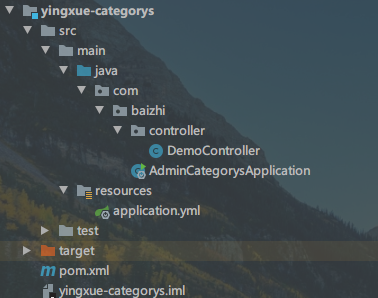 yingxue-categorys
src
main
java
com
baizhi
controller
DemoController
AdminCategorysApplication
resources
application.yml
test
target
pom.xml
yingxue-categorys.iml